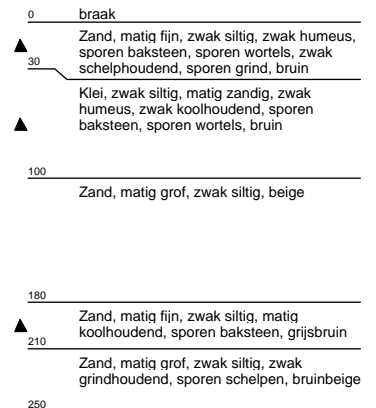 0 braak
Zand, matig fijn, zwak siltig, zwak humeus,
sporen baksteen, sporen wortels, zwak
schelphoudend, sporen grind, bruin
30
Klei, zwak siltig, matig zandig, zwak
humeus, zwak koolhoudend, sporen
baksteen, sporen wortels, bruin
100
Zand, matig grof, zwak siltig, beige
180
Zand, matig fijn, zwak siltig, matig
koolhoudend, sporen baksteen, grijsbruin
210
Zand, matig grof, zwak siltig, zwak
grindhoudend, sporen schelpen, bruinbeige
250